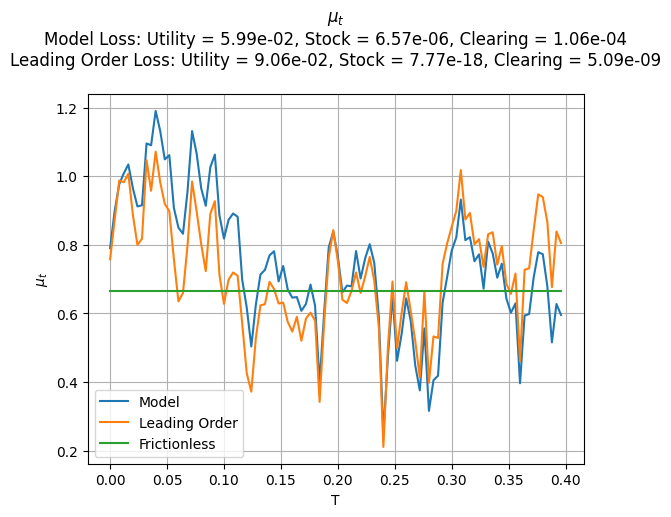 μt
Model Loss: Utility = 5.99e-02, Stock = 6.57e-06, Clearing = 1.06e-04
Leading Order Loss: Utility = 9.06e-02, Stock = 7.77e-18, Clearing = 5.09e-09
1.2
1.0
0.8
0.6
0.4
0.2
μt
Model
Leading Order
Frictionless
0.00 0.05 0.10 0.15 0.20 0.25 0.30 0.35 0.40
T